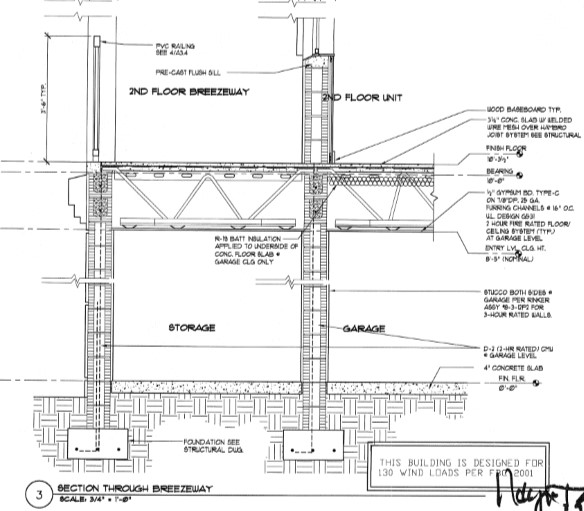 PVC RAILING
SEE 4/A3.4
3'-6" TYP.
PRE-CAST FLUSH SILL
2ND FLOOR BREEZEWAY
2ND FLOOR UNIT
WOOD BASEBOARD TYP.
3½" CONC. SLAB W/ WELDED
WIRE MESH OVER HAMBRO
JOIST SYSTEM SEE STRUCTURAL
FINISH FLOOR
10'-3½"
BEARING
10'-0"
½" GYPSUM BD. TYPE-C
ON 7/8"DP. 25 GA.
FURRING CHANNELS @ 16" O.C.
U.L. DESIGN G531
2 HOUR FIRE RATED FLOOR/
CEILING SYSTEM (TYP.)
AT GARAGE LEVEL
ENTRY LVL. CLG. HT.
8'-5" (NOMINAL)
R-19 BATT INSULATION
APPLIED TO UNDERSIDE OF
CONC. FLOOR SLAB @
GARAGE CLG ONLY
STUCCO BOTH SIDES @
GARAGE PER RINKER
ASSY
FOR
3-HOUR RATED WALLS.
STORAGE
GARAGE
D-2 (2-HR RATED) CMU
@ GARAGE LEVEL
4" CONCRETE SLAB
FIN. FLR.
0'-0"
FOUNDATION SEE
STRUCTURAL DWG.
THIS BUILDING IS DESIGNED FOR
130 WIND LOADS PER FBC 2001
3
SECTION THROUGH BREEZEWAY
SCALE: 3/4" = 1'-0"